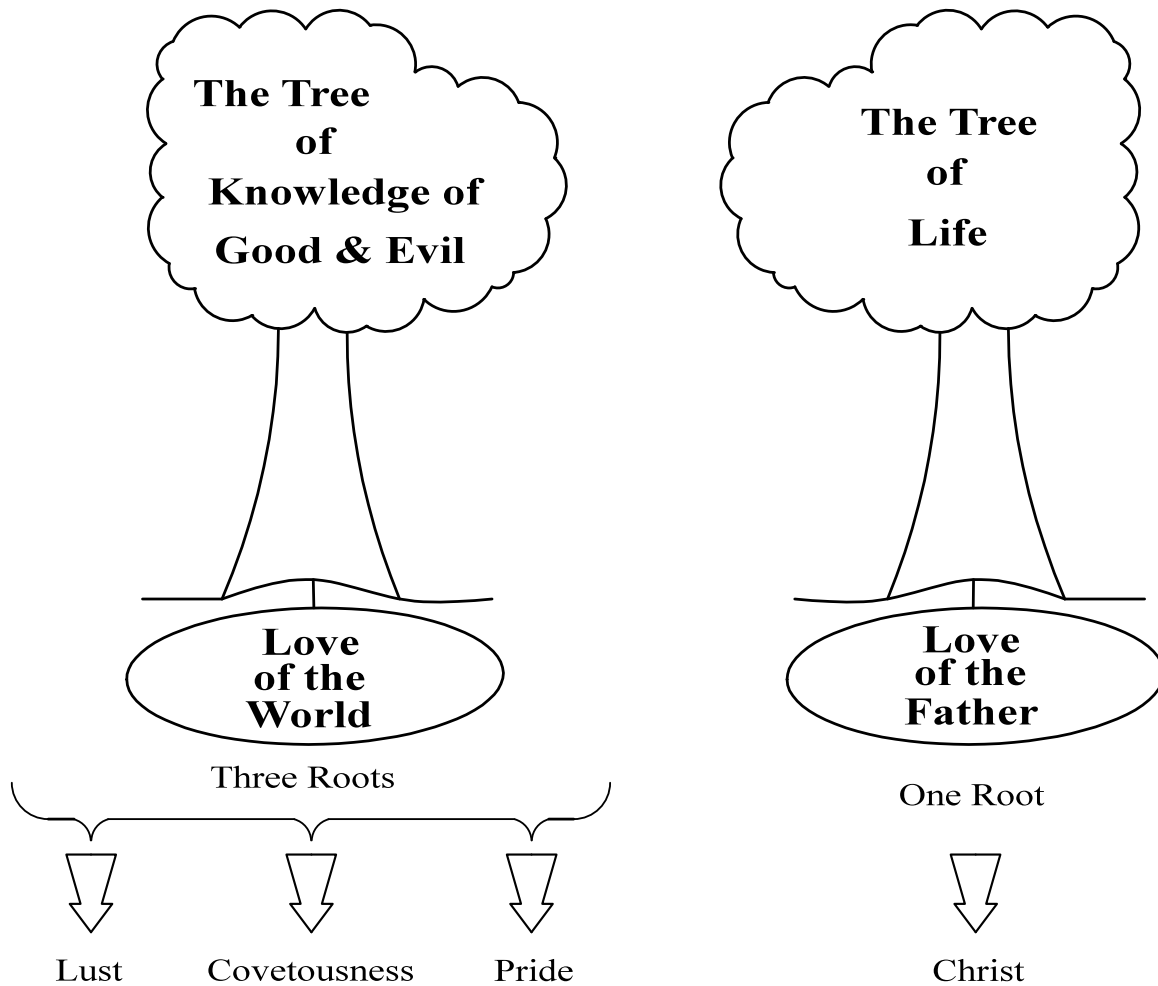 The Tree
of
Knowledge of
Good & Evil
Love
of the
World
Three Roots
Lust
Covetousness
Pride
The Tree
of
Life
Love
of the
Father
One Root
Christ